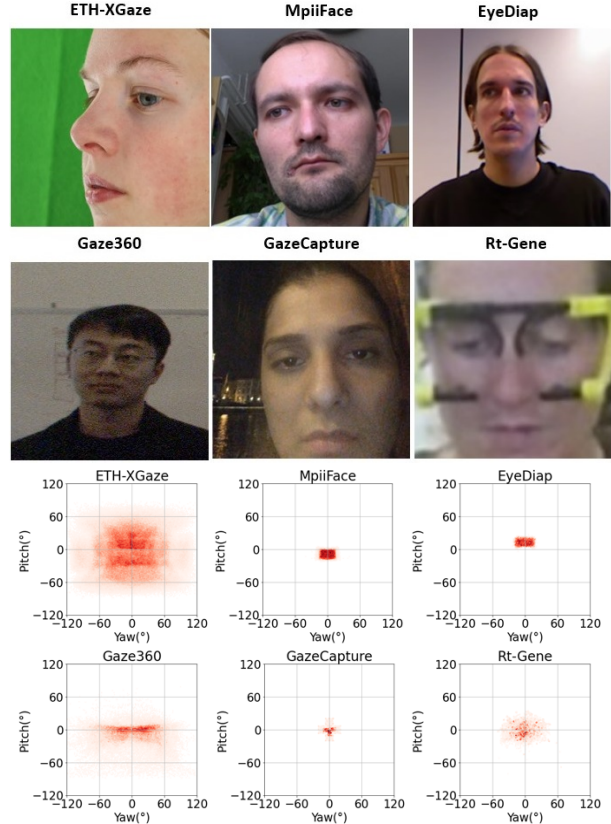 ETH-XGaze MpiiFace EyeDiap
Gaze360 GazeCapture Rt-Gene
ETH-XGaze MpiiFace EyeDiap
120 120 120
60 60 60
Pitch(°) 0 Pitch(°) 0 Pitch(°) 0
−60 −60 −60
−120 −120 −120
−120 −60 0 60 120 −120 −60 0 60 120 −120 −60 0 60 120
Yaw(°) Yaw(°) Yaw(°)
Gaze360 GazeCapture Rt-Gene
120 120 120
60 60 60
Pitch(°) 0 Pitch(°) 0 Pitch(°) 0
−60 −60 −60
−120 −120 −120
−120 −60 0 60 120 −120 −60 0 60 120 −120 −60 0 60 120
Yaw(°) Yaw(°) Yaw(°)